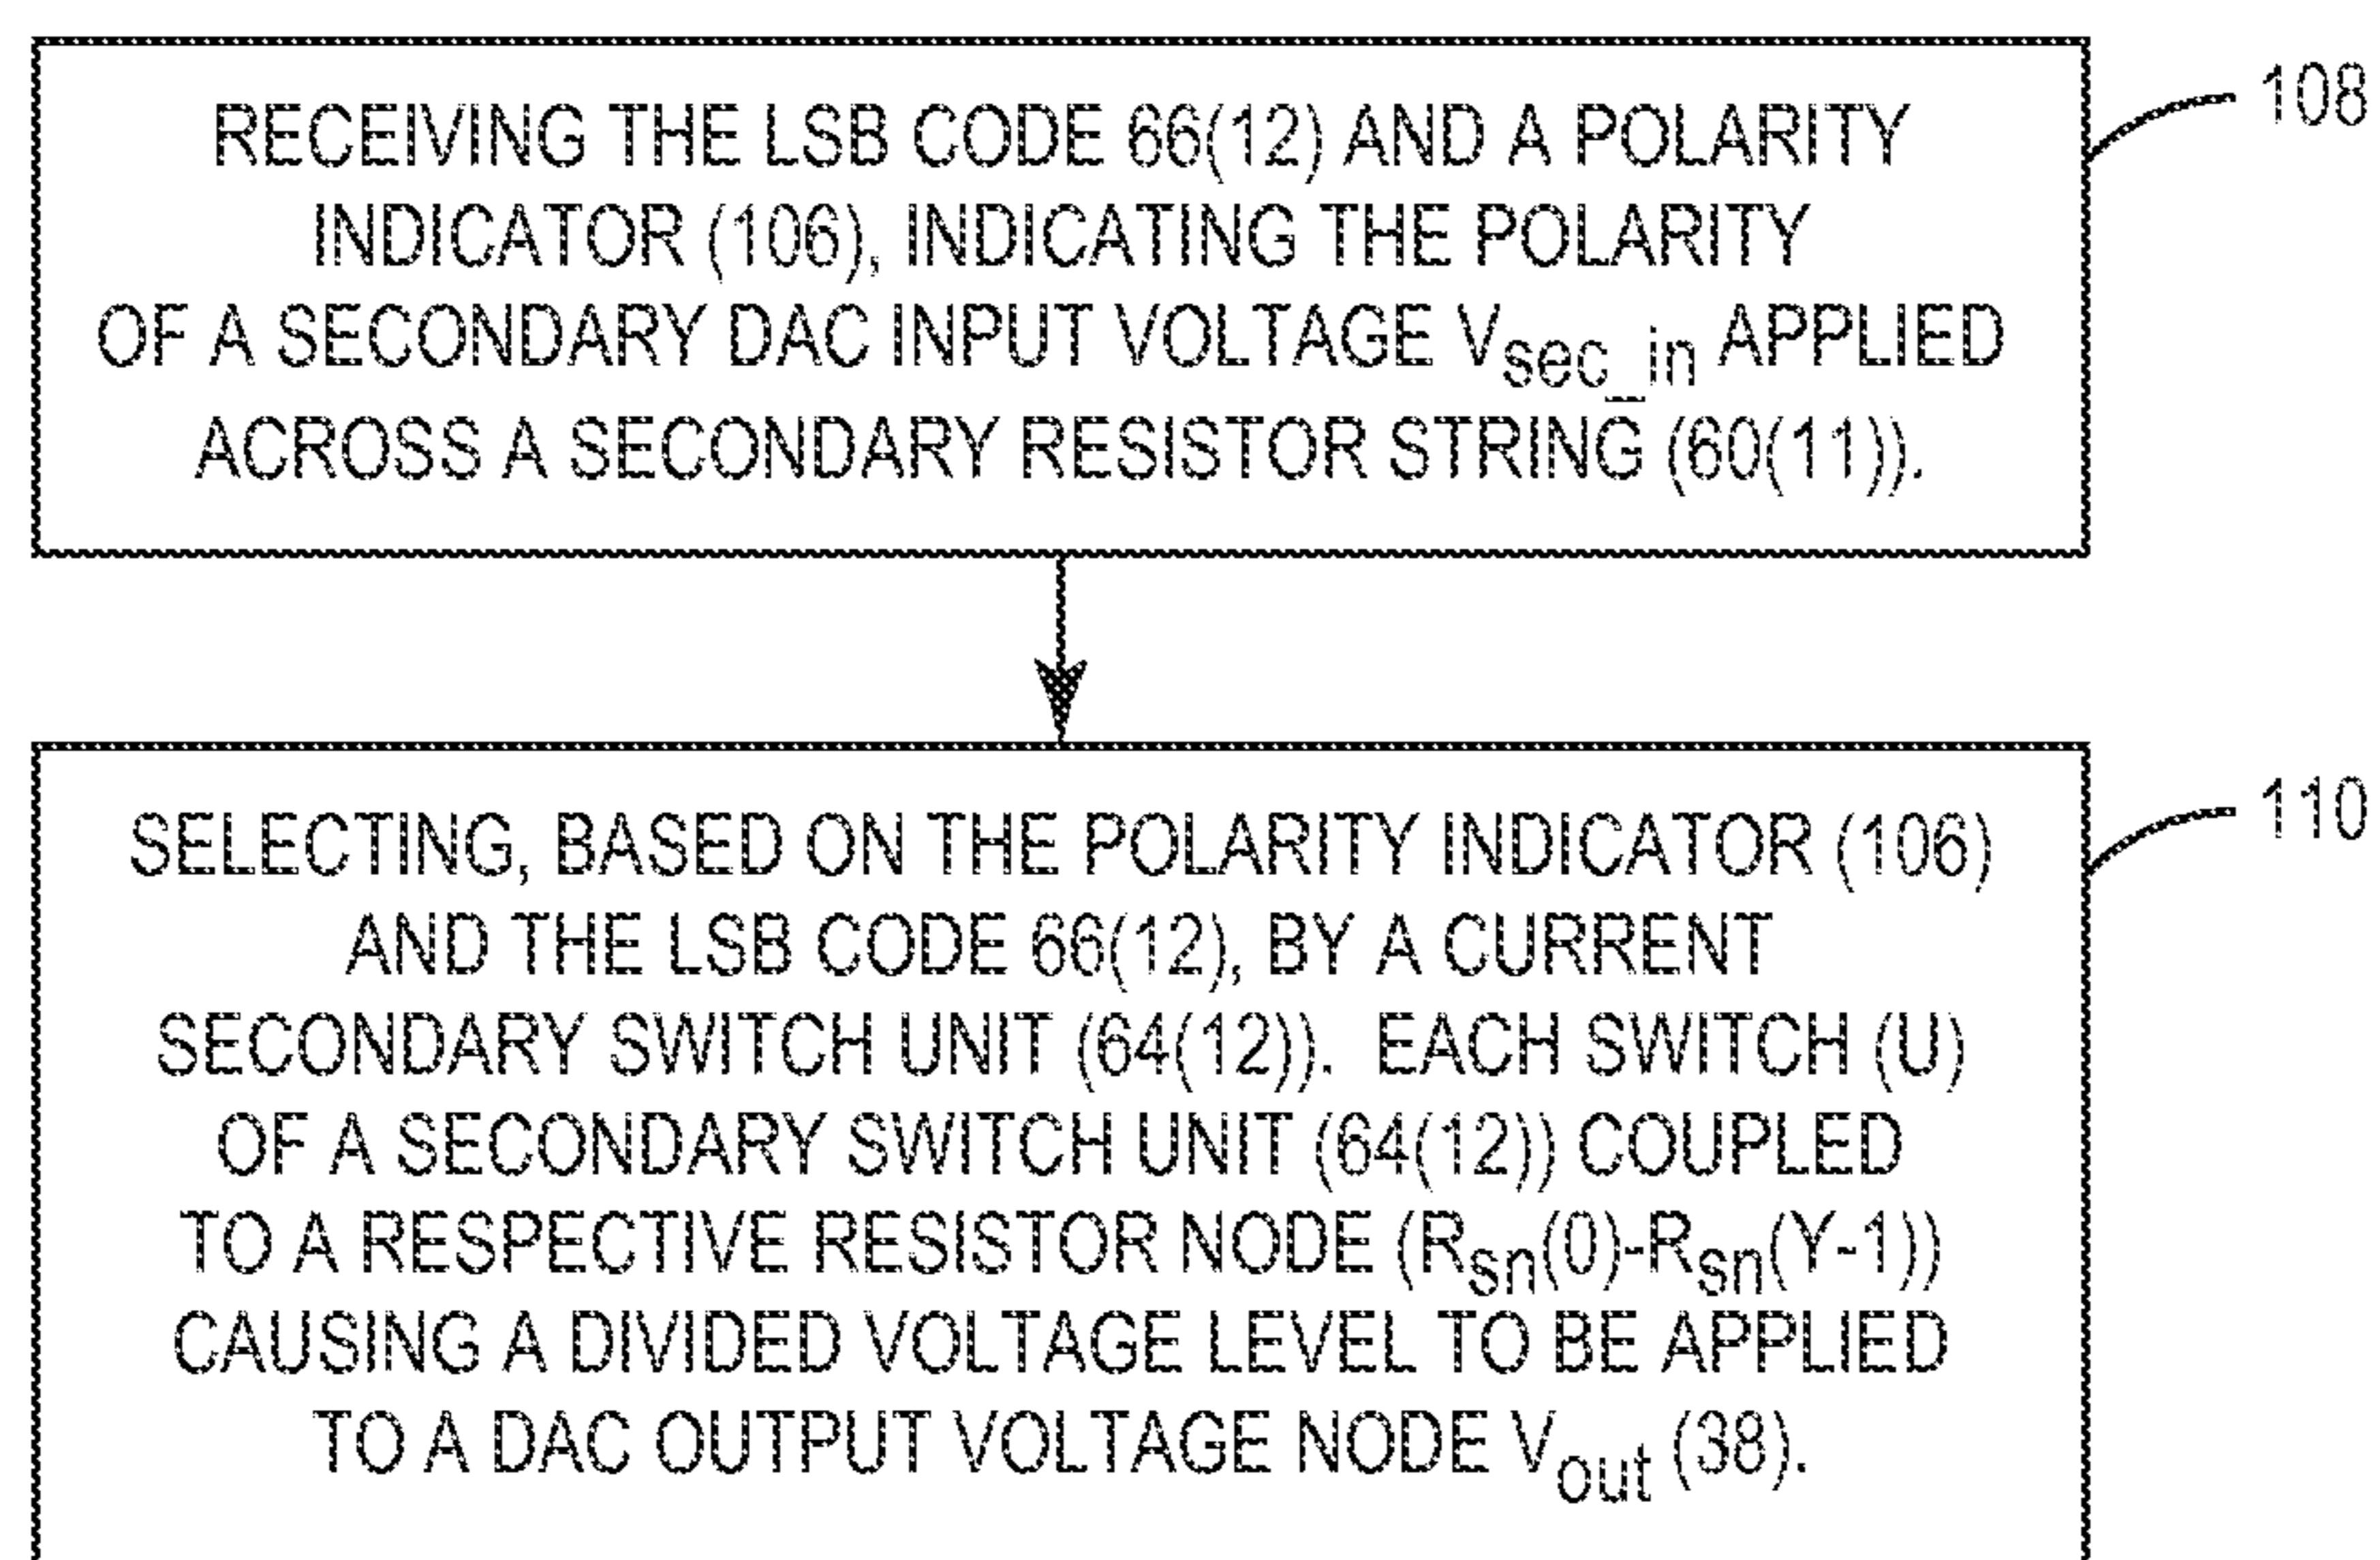 RECEIVING THE LSB CODE 66(12) AND A POLARITY
INDICATOR (106), INDICATING THE POLARITY
OF A SECONDARY DAC INPUT VOLTAGE Vsec_in APPLIED
ACROSS A SECONDARY RESISTOR STRING (60(11)).
108
SELECTING, BASED ON THE POLARITY INDICATOR (106)
AND THE LSB CODE 66(12), BY A CURRENT
SECONDARY SWITCH UNIT (64(12)). EACH SWITCH (U)
OF A SECONDARY SWITCH UNIT (64(12)) COUPLED
TO A RESPECTIVE RESISTOR NODE (Rsn(0)-Rsn(Y-1))
CAUSING A DIVIDED VOLTAGE LEVEL TO BE APPLIED
TO A DAC OUTPUT VOLTAGE NODE Vout (38).
110